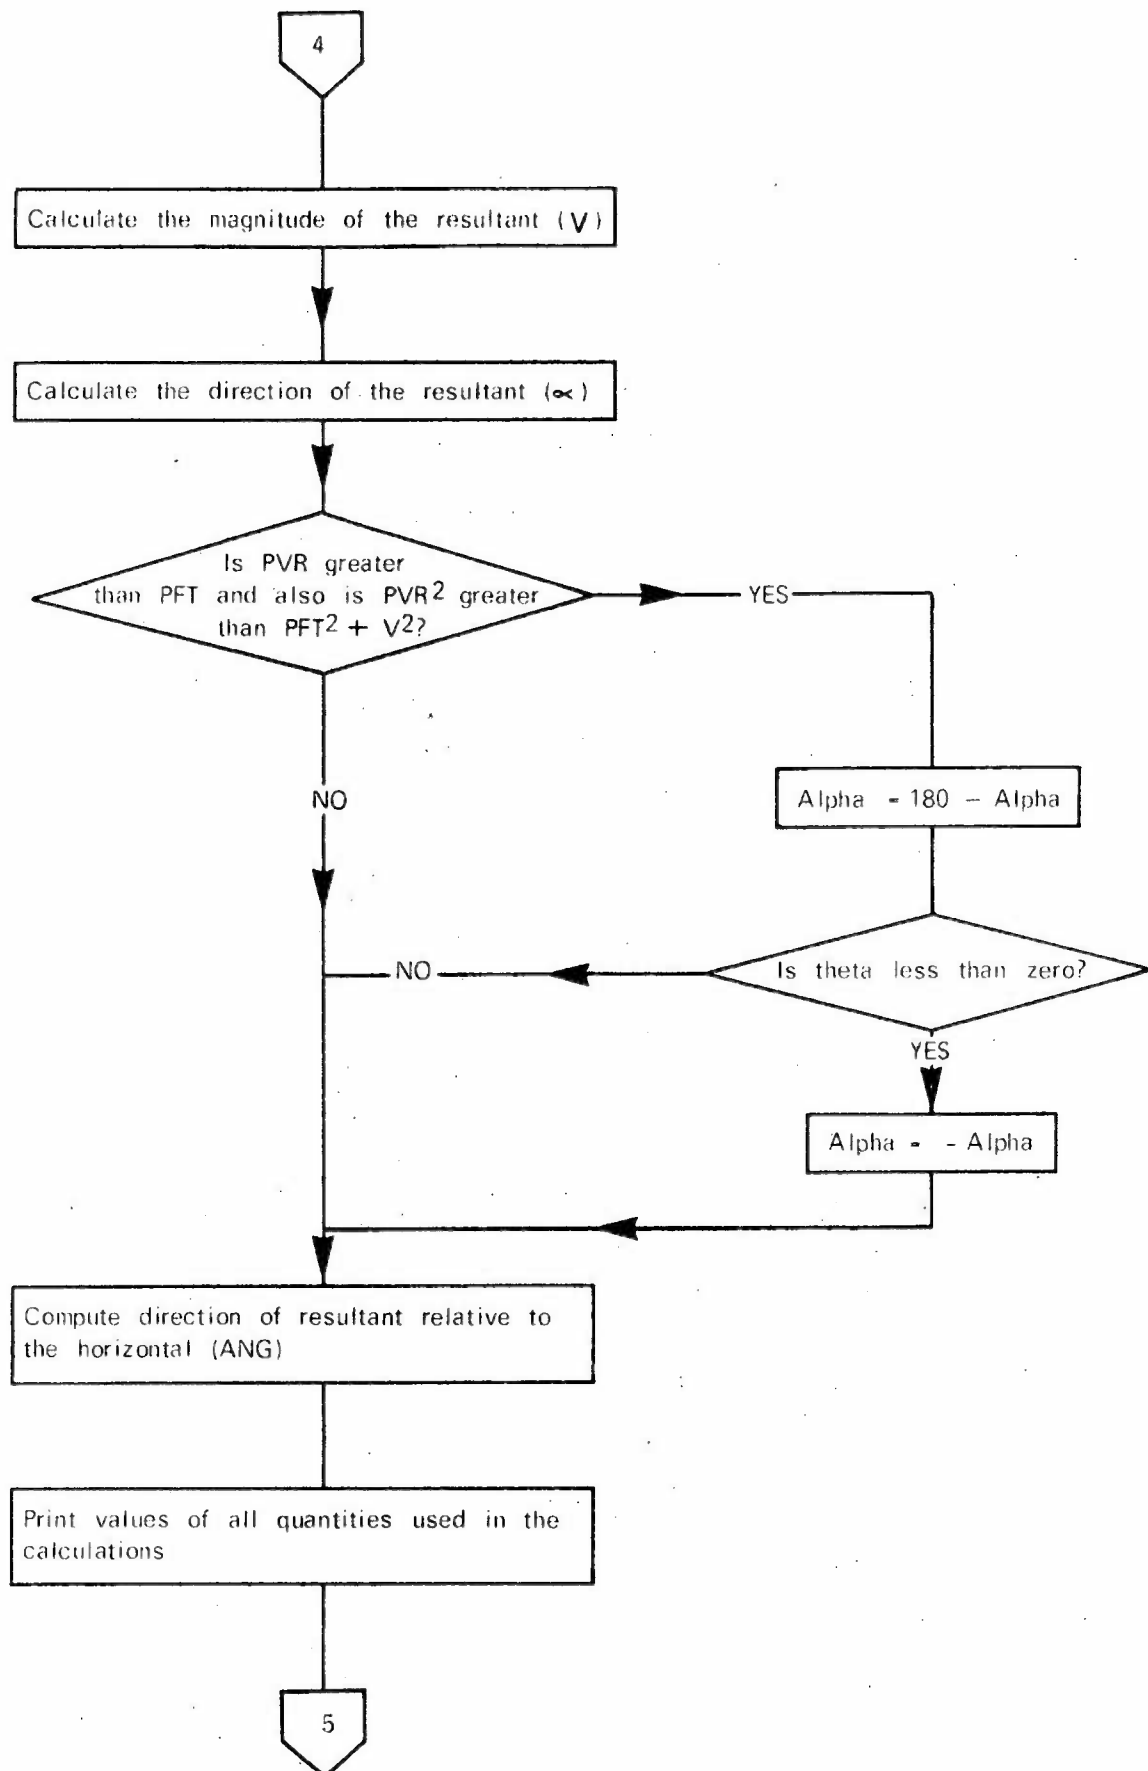 4
Calculate the magnitude of the resultant (V)
Calculate the direction of the resultant (∝)
Is PVR greater
than PFT and also is PVR² greater
than PFT² + V²?
YES
NO
Alpha = 180 - Alpha
Is theta less than zero?
NO
YES
Alpha = - Alpha
Compute direction of resultant relative to
the horizontal (ANG)
Print values of all quantities used in the
calculations
5